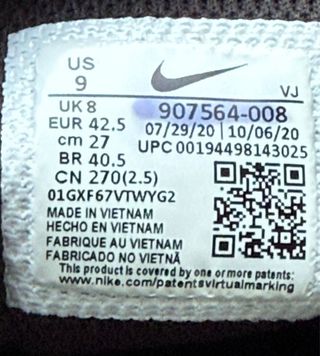 US
9
VJ
UK 8
907564-008
EUR 42.5
07/29/20 | 10/06/20
cm 27
UPC 00194498143025
BR 40.5
CN 270(2.5)
01GXF67VTWYG2
MADE IN VIETNAM
HECHO EN VIETNAM
FABRIQUE AU VIETNAM
FABRICADO NO VIETNÃ
This product is covered by one or more patents:
www.nike.com/patentsvirtualmarking